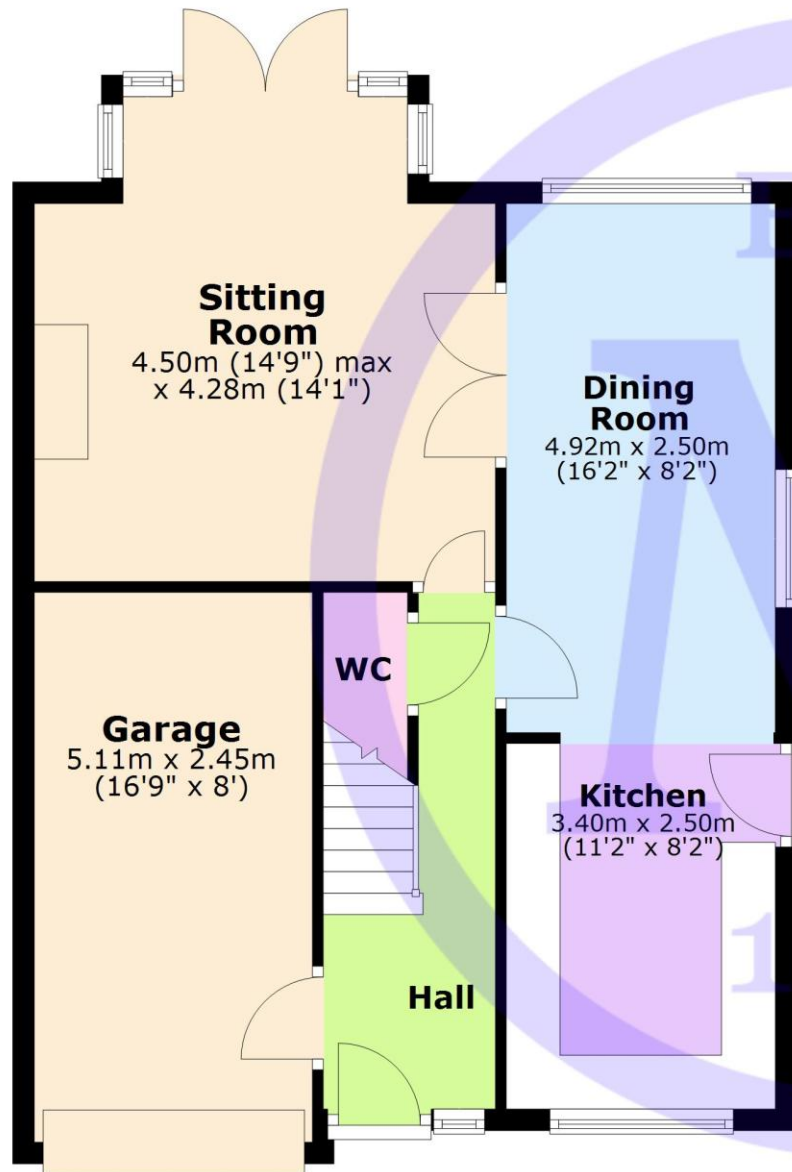 Sitting
Room
4.50m (14'9") max
x 4.28m (14'1")
Dining
Room
4.92m x 2.50m
(16'2" x 8'2")
WC
Garage
5.11m x 2.45m
(16'9" x 8')
Kitchen
3.40m x 2.50m
(11'2" x 8'2")
Hall